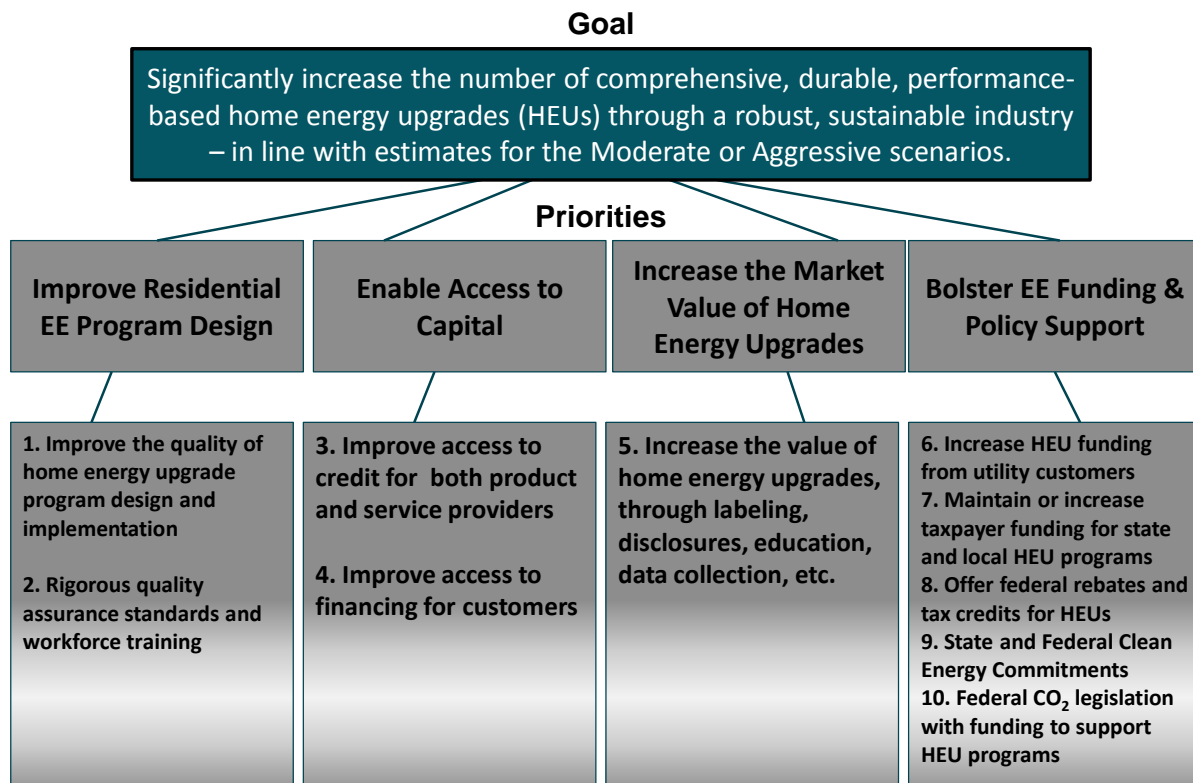 Goal
Significantly increase the number of comprehensive, durable, performance-
based home energy upgrades (HEUs) through a robust, sustainable industry
– in line with estimates for the Moderate or Aggressive scenarios.
Priorities
Improve Residential
EE Program Design
Enable Access to
Capital
Increase the Market
Value of Home
Energy Upgrades
Bolster EE Funding &
Policy Support
1. Improve the quality of
home energy upgrade
program design and
implementation
2. Rigorous quality
assurance standards and
workforce training
3. Improve access to
credit for both product
and service providers
4. Improve access to
financing for customers
5. Increase the value of
home energy upgrades,
through labeling,
disclosures, education,
data collection, etc.
6. Increase HEU funding
from utility customers
7. Maintain or increase
taxpayer funding for state
and local HEU programs
8. Offer federal rebates and
tax credits for HEUs
9. State and Federal Clean
Energy Commitments
10. Federal CO₂ legislation
with funding to support
HEU programs